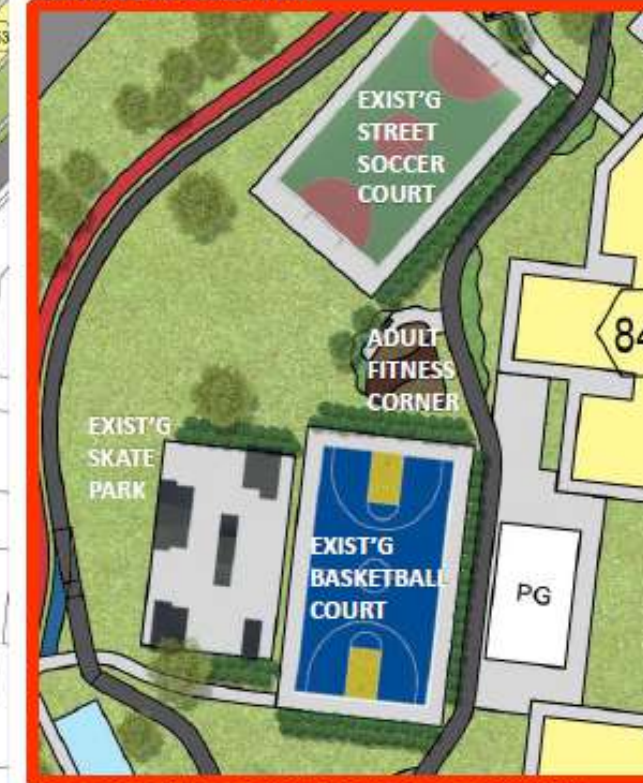 EXIST'G
STREET
SOCCER
COURT
ADULT
FITNESS
CORNER
EXIST'G
SKATE
PARK
EXIST'G
BASKETBALL
COURT
PG